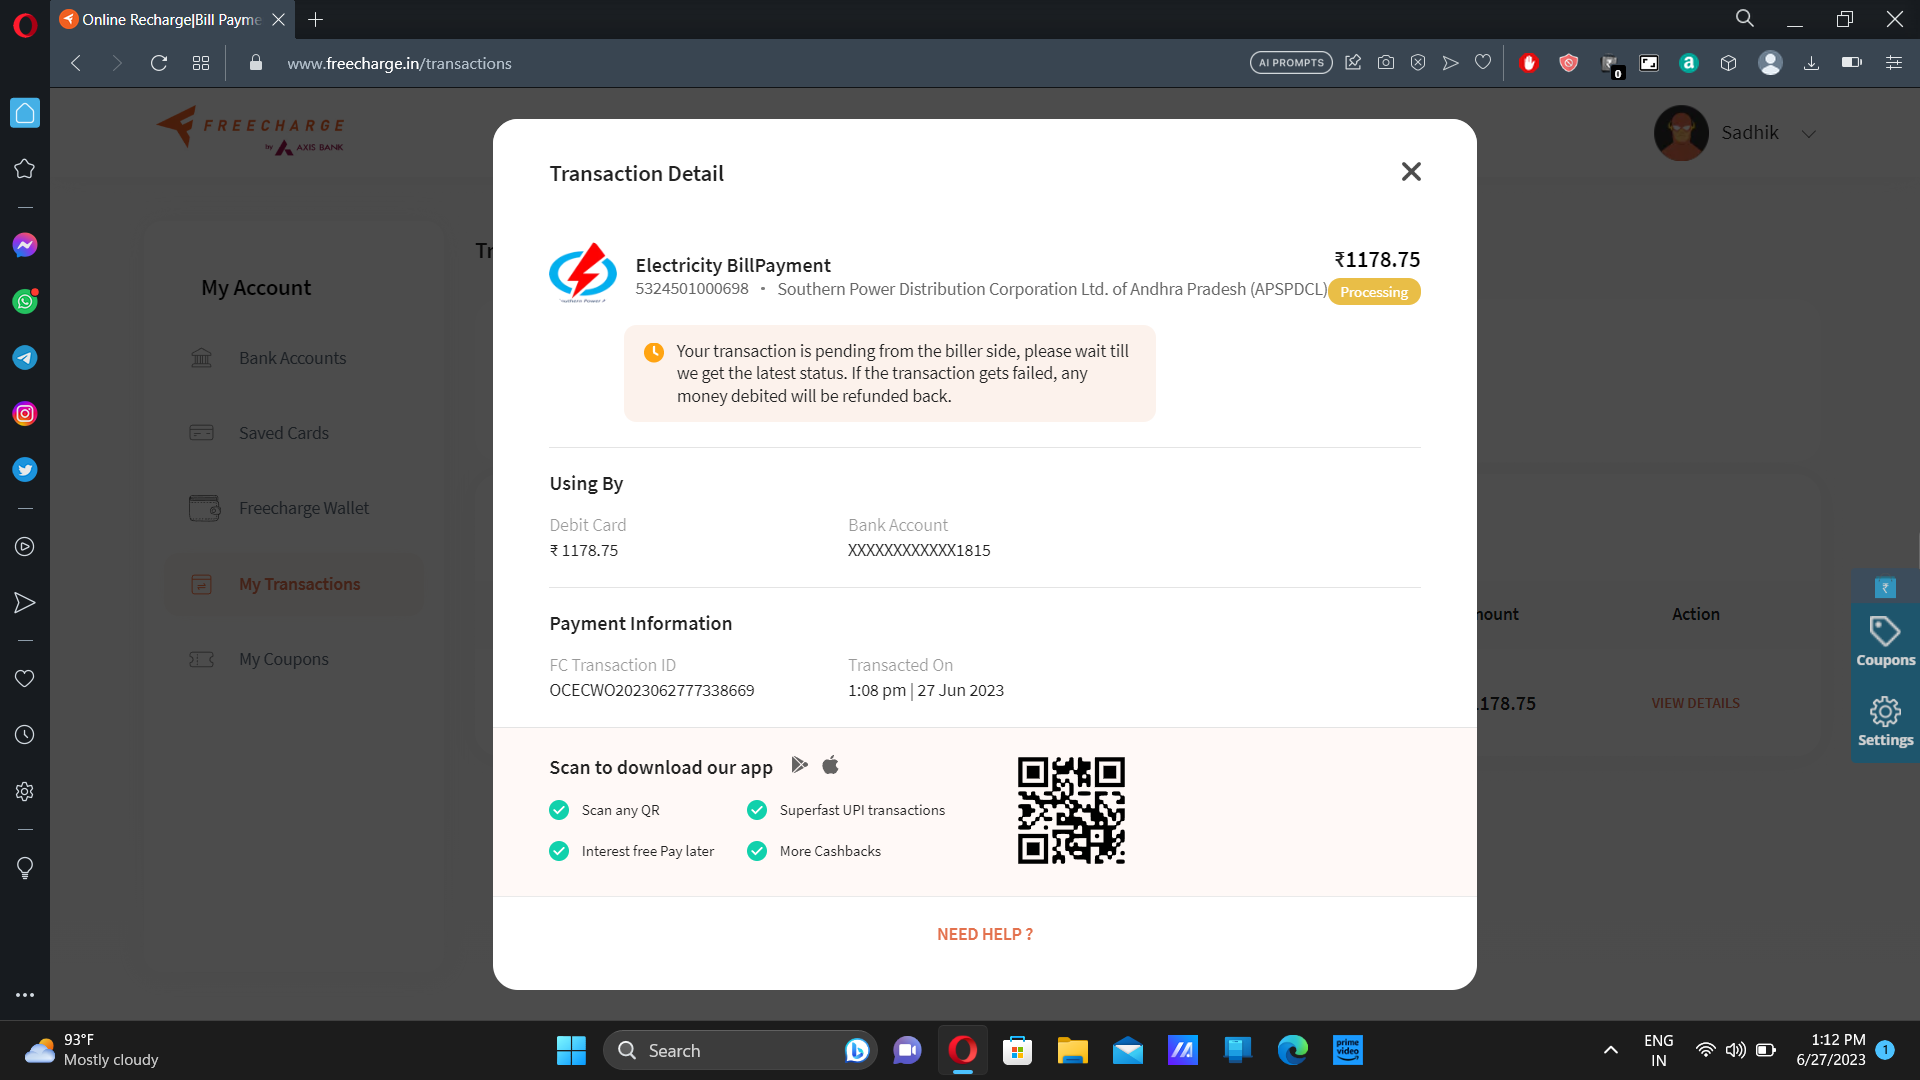 Online Recharge|Bill Payme
www.freecharge.in/transactions
AI PROMPTS
0
a
FREECHARGE
by AXIS BANK
Sadhik
My Account
Bank Accounts
Saved Cards
Freecharge Wallet
My Transactions
My Coupons
Tr
Transaction Detail
Electricity BillPayment
₹1178.75
5324501000698 • Southern Power Distribution Corporation Ltd. of Andhra Pradesh (APSPDCL)
Processing
Your transaction is pending from the biller side, please wait till
we get the latest status. If the transaction gets failed, any
money debited will be refunded back.
Using By
Debit Card
₹ 1178.75
Bank Account
XXXXXXXXXXXX1815
Payment Information
FC Transaction ID
OCECWO2023062777338669
Transacted On
1:08 pm | 27 Jun 2023
Scan to download our app
Scan any QR
Superfast UPI transactions
Interest free Pay later
More Cashbacks
NEED HELP ?
nount
Action
1178.75
VIEW DETAILS
₹
Coupons
Settings
93°F
Mostly cloudy
Search
prime
video
ENG
IN
1:12 PM
6/27/2023
1